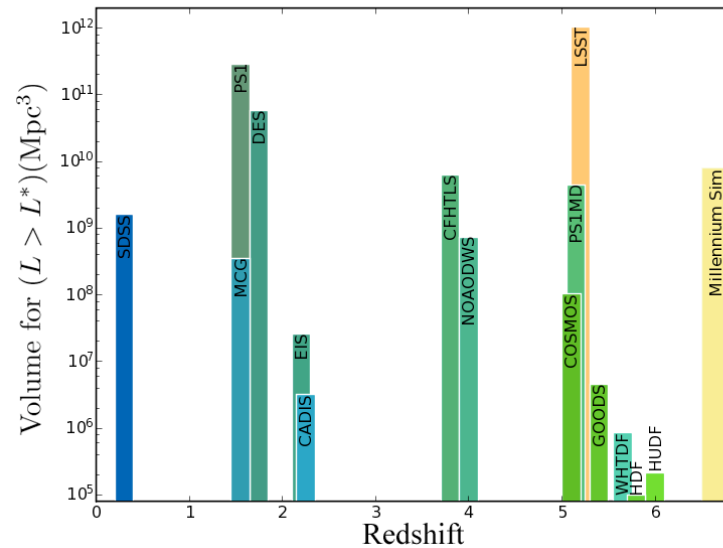 Volume for (L > L*)(Mpc³)
10¹²
10¹¹
10¹⁰
10⁹
10⁸
10⁷
10⁶
10⁵
SDSS
PS1
MCG
DES
EIS
CADIS
CFHTLS
NOAODWS
LSST
PS1MD
COSMOS
GOODS
WHTDF
HDF
HUDF
Millennium Sim
0 1 2 3 4 5 6
Redshift